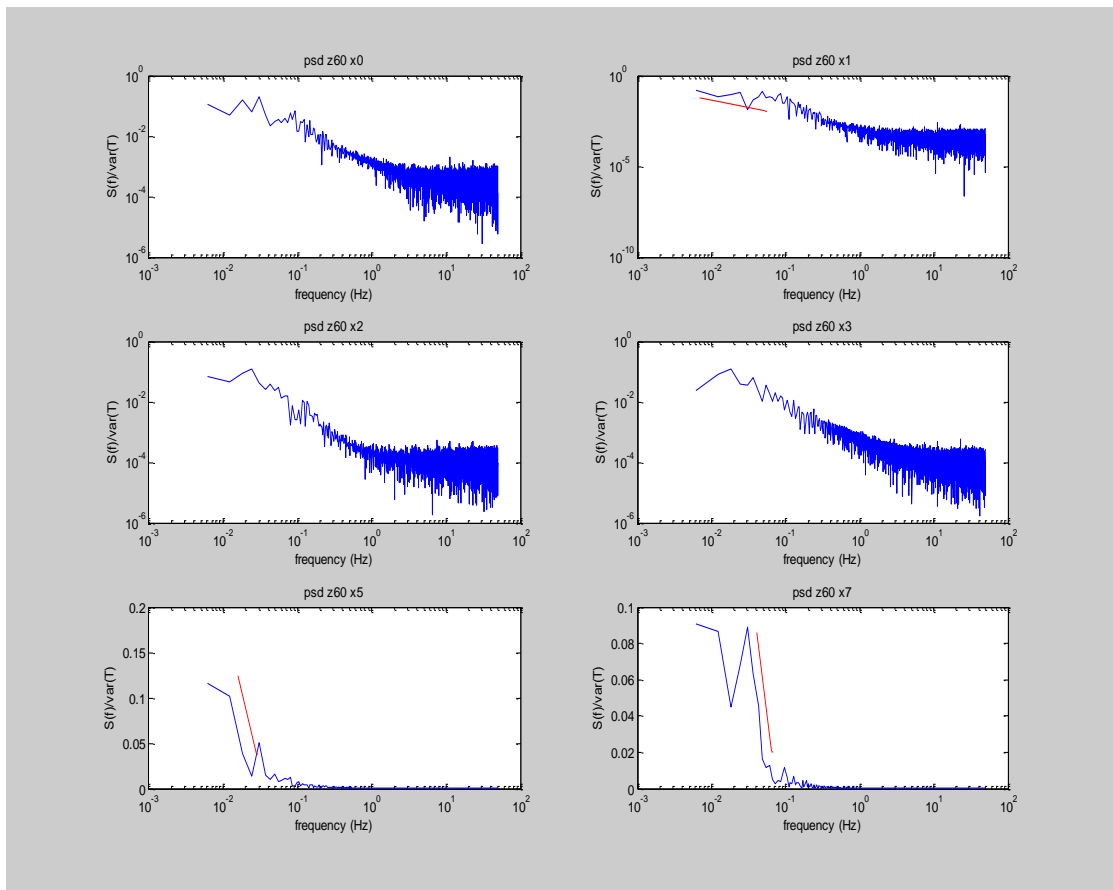 psd z60 x0
10^0
10^-2
10^-4
10^-6
S(f)/var(T)
10^-3 10^-2 10^-1 10^0 10^1 10^2
frequency (Hz)
psd z60 x1
10^0
10^-5
10^-10
S(f)/var(T)
10^-3 10^-2 10^-1 10^0 10^1 10^2
frequency (Hz)
psd z60 x2
10^0
10^-2
10^-4
10^-6
S(f)/var(T)
10^-3 10^-2 10^-1 10^0 10^1 10^2
frequency (Hz)
psd z60 x3
10^0
10^-2
10^-4
10^-6
S(f)/var(T)
10^-3 10^-2 10^-1 10^0 10^1 10^2
frequency (Hz)
psd z60 x5
0.2
0.15
0.1
0.05
0
S(f)/var(T)
10^-3 10^-2 10^-1 10^0 10^1 10^2
frequency (Hz)
psd z60 x7
0.1
0.08
0.06
0.04
0.02
0
S(f)/var(T)
10^-3 10^-2 10^-1 10^0 10^1 10^2
frequency (Hz)